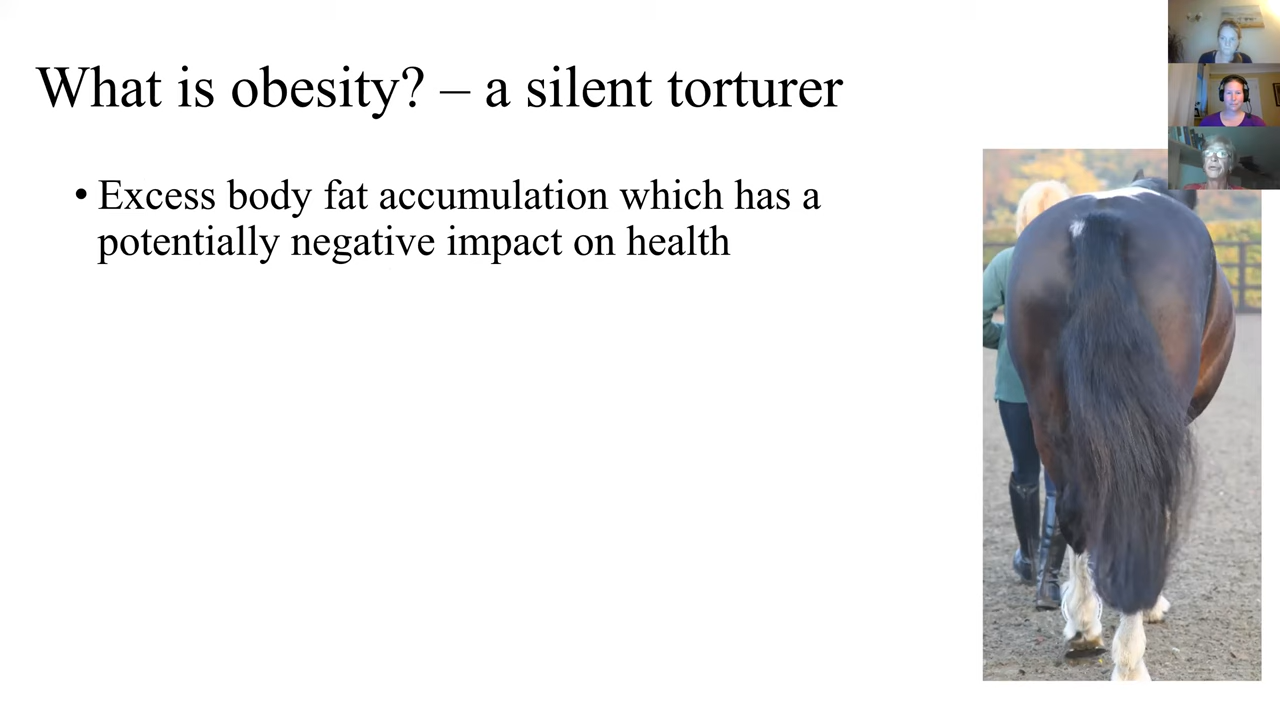 What is obesity? – a silent torturer
• Excess body fat accumulation which has a
potentially negative impact on health